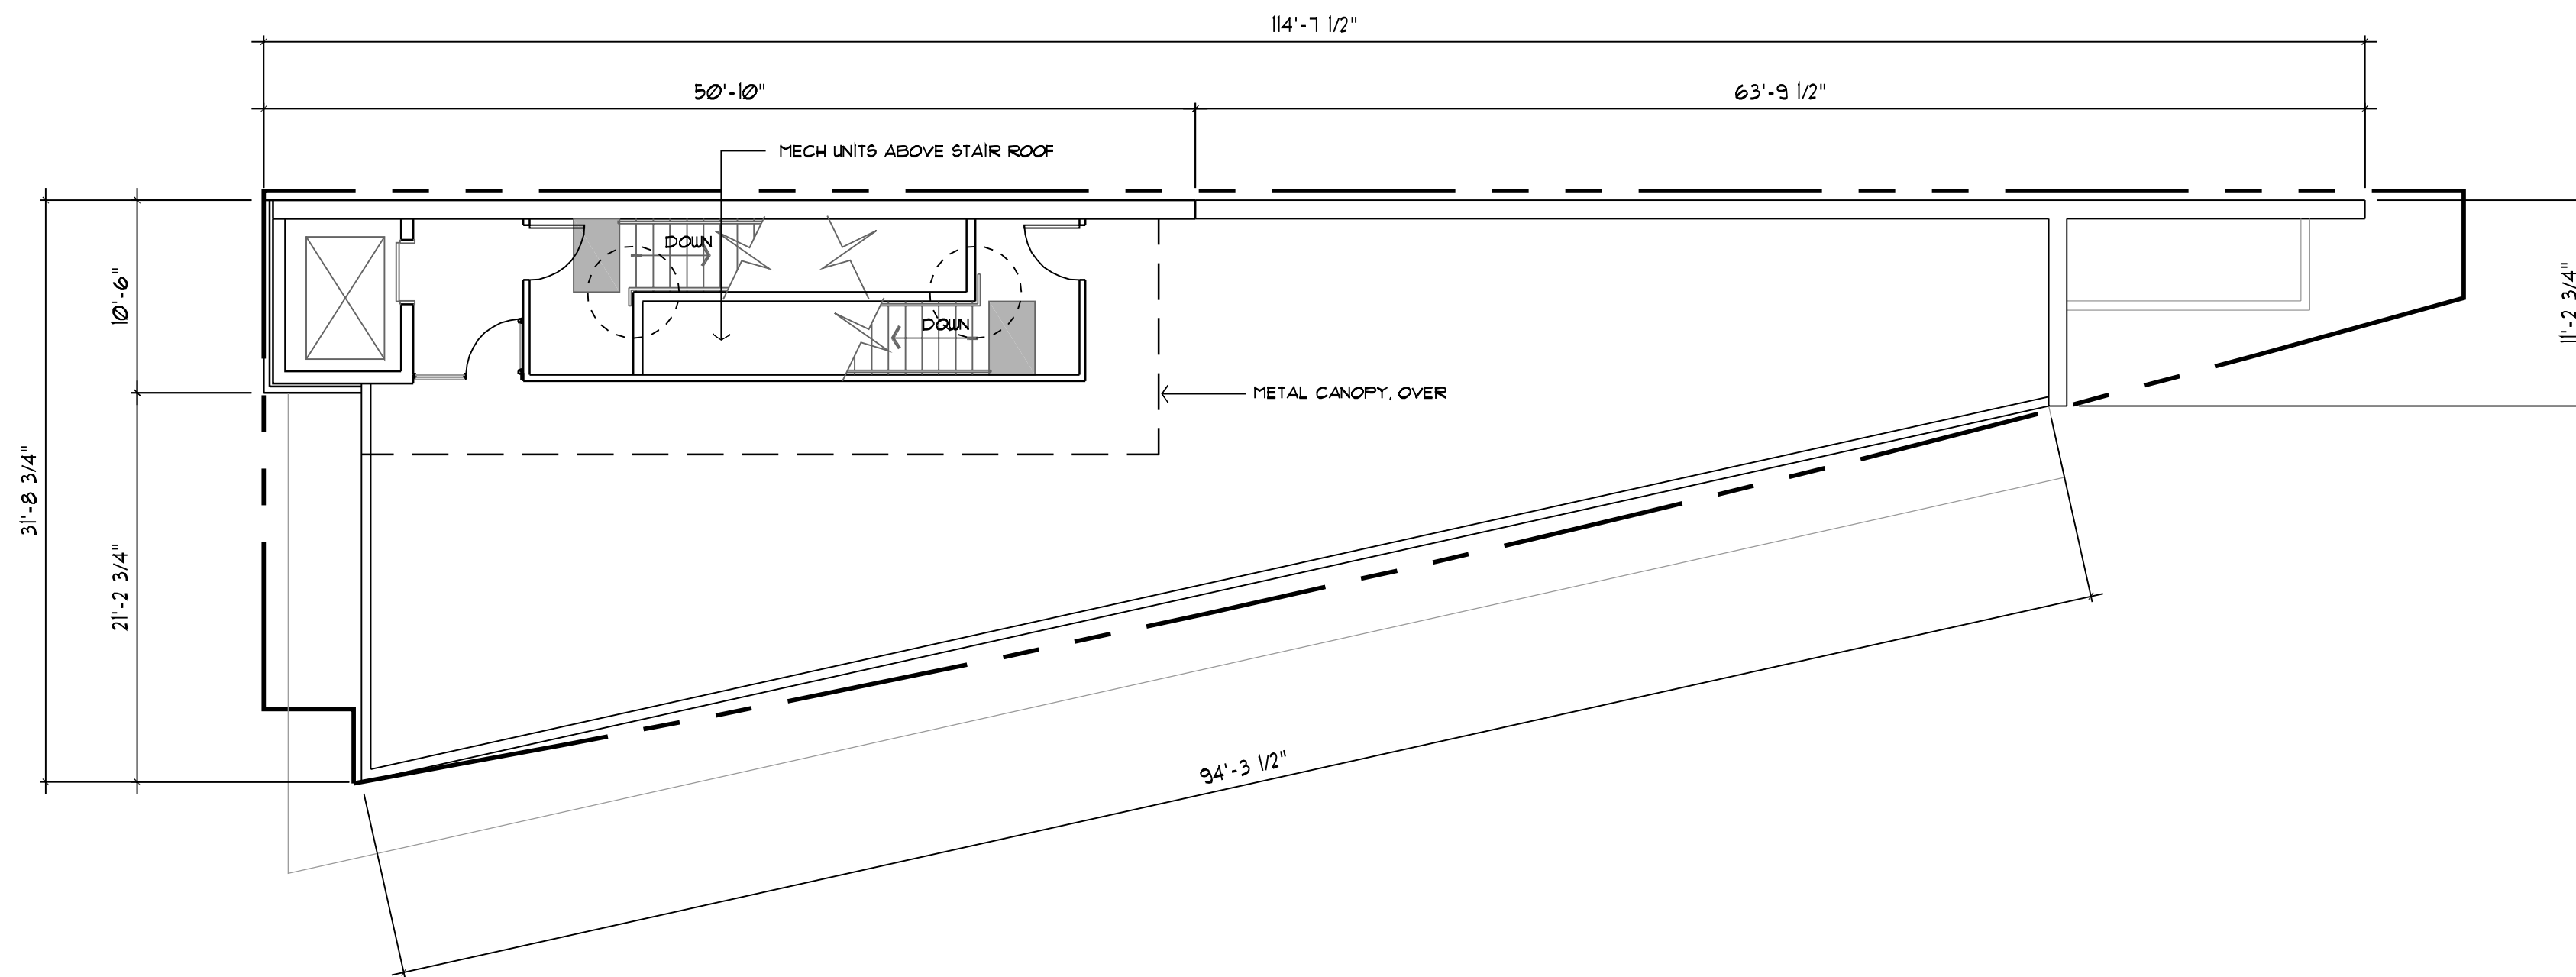 114'-7 1/2"
50'-10"
63'-9 1/2"
MECH UNITS ABOVE STAIR ROOF
DOWN
10'-6"
11'-2 3/4"
DOWN
METAL CANOPY, OVER
31'-8 3/4"
21'-2 3/4"
94'-3 1/2"